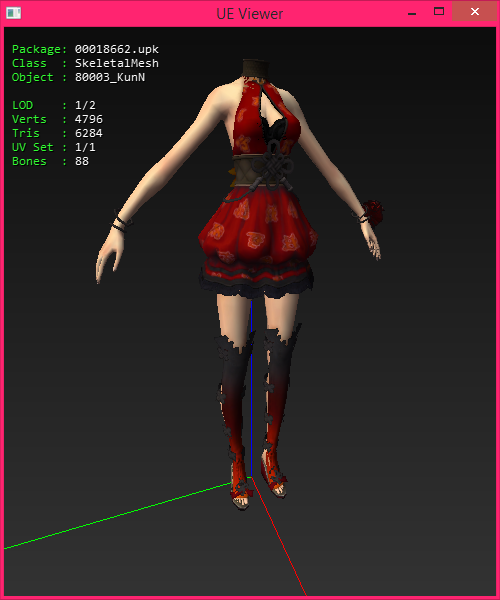 UE Viewer
Package: 00018662.upk
Class  : SkeletalMesh
Object : 80003_KunN
LOD    : 1/2
Verts  : 4796
Tris   : 6284
UV Set : 1/1
Bones  : 88